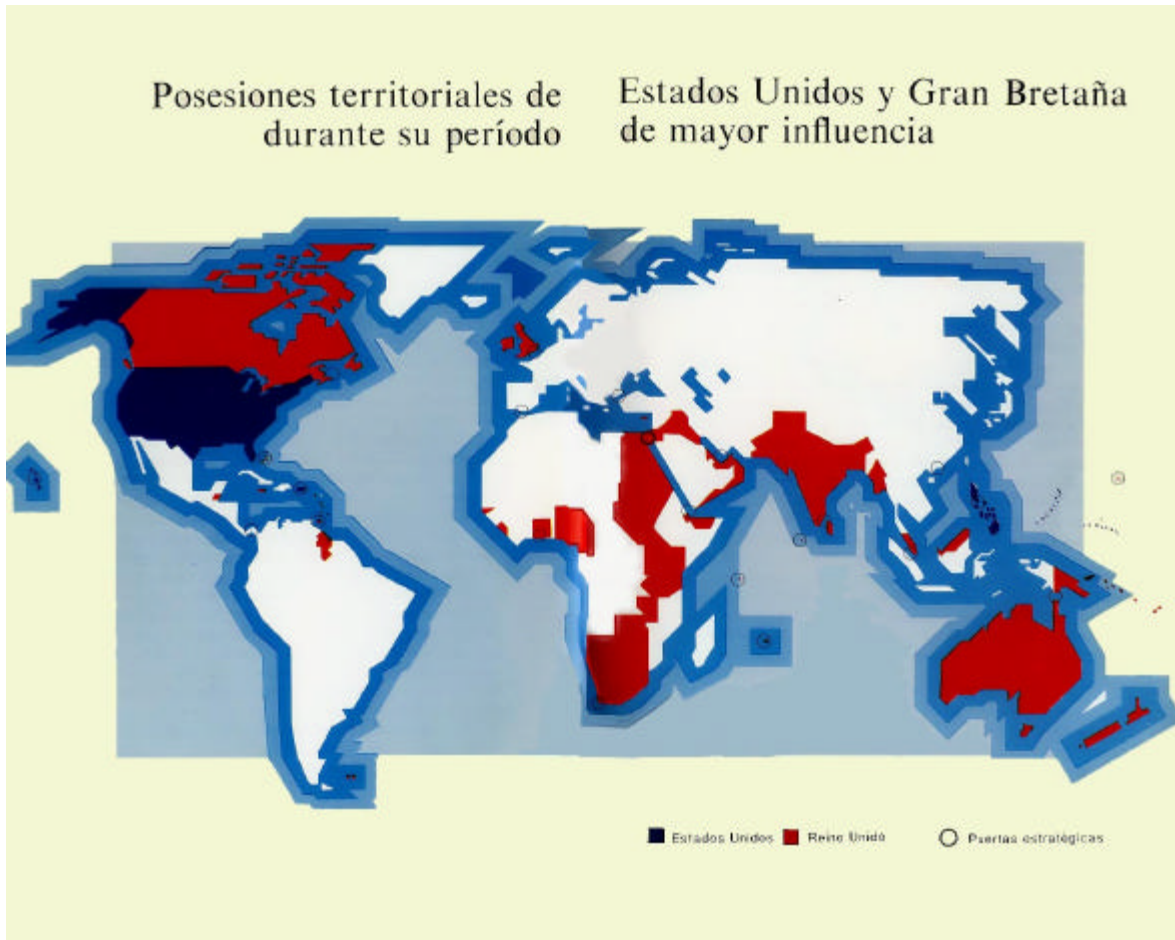 Posesiones territoriales de Estados Unidos y Gran Bretaña
durante su período de mayor influencia
Estados Unidos
Reino Unido
Puertas estratégicas